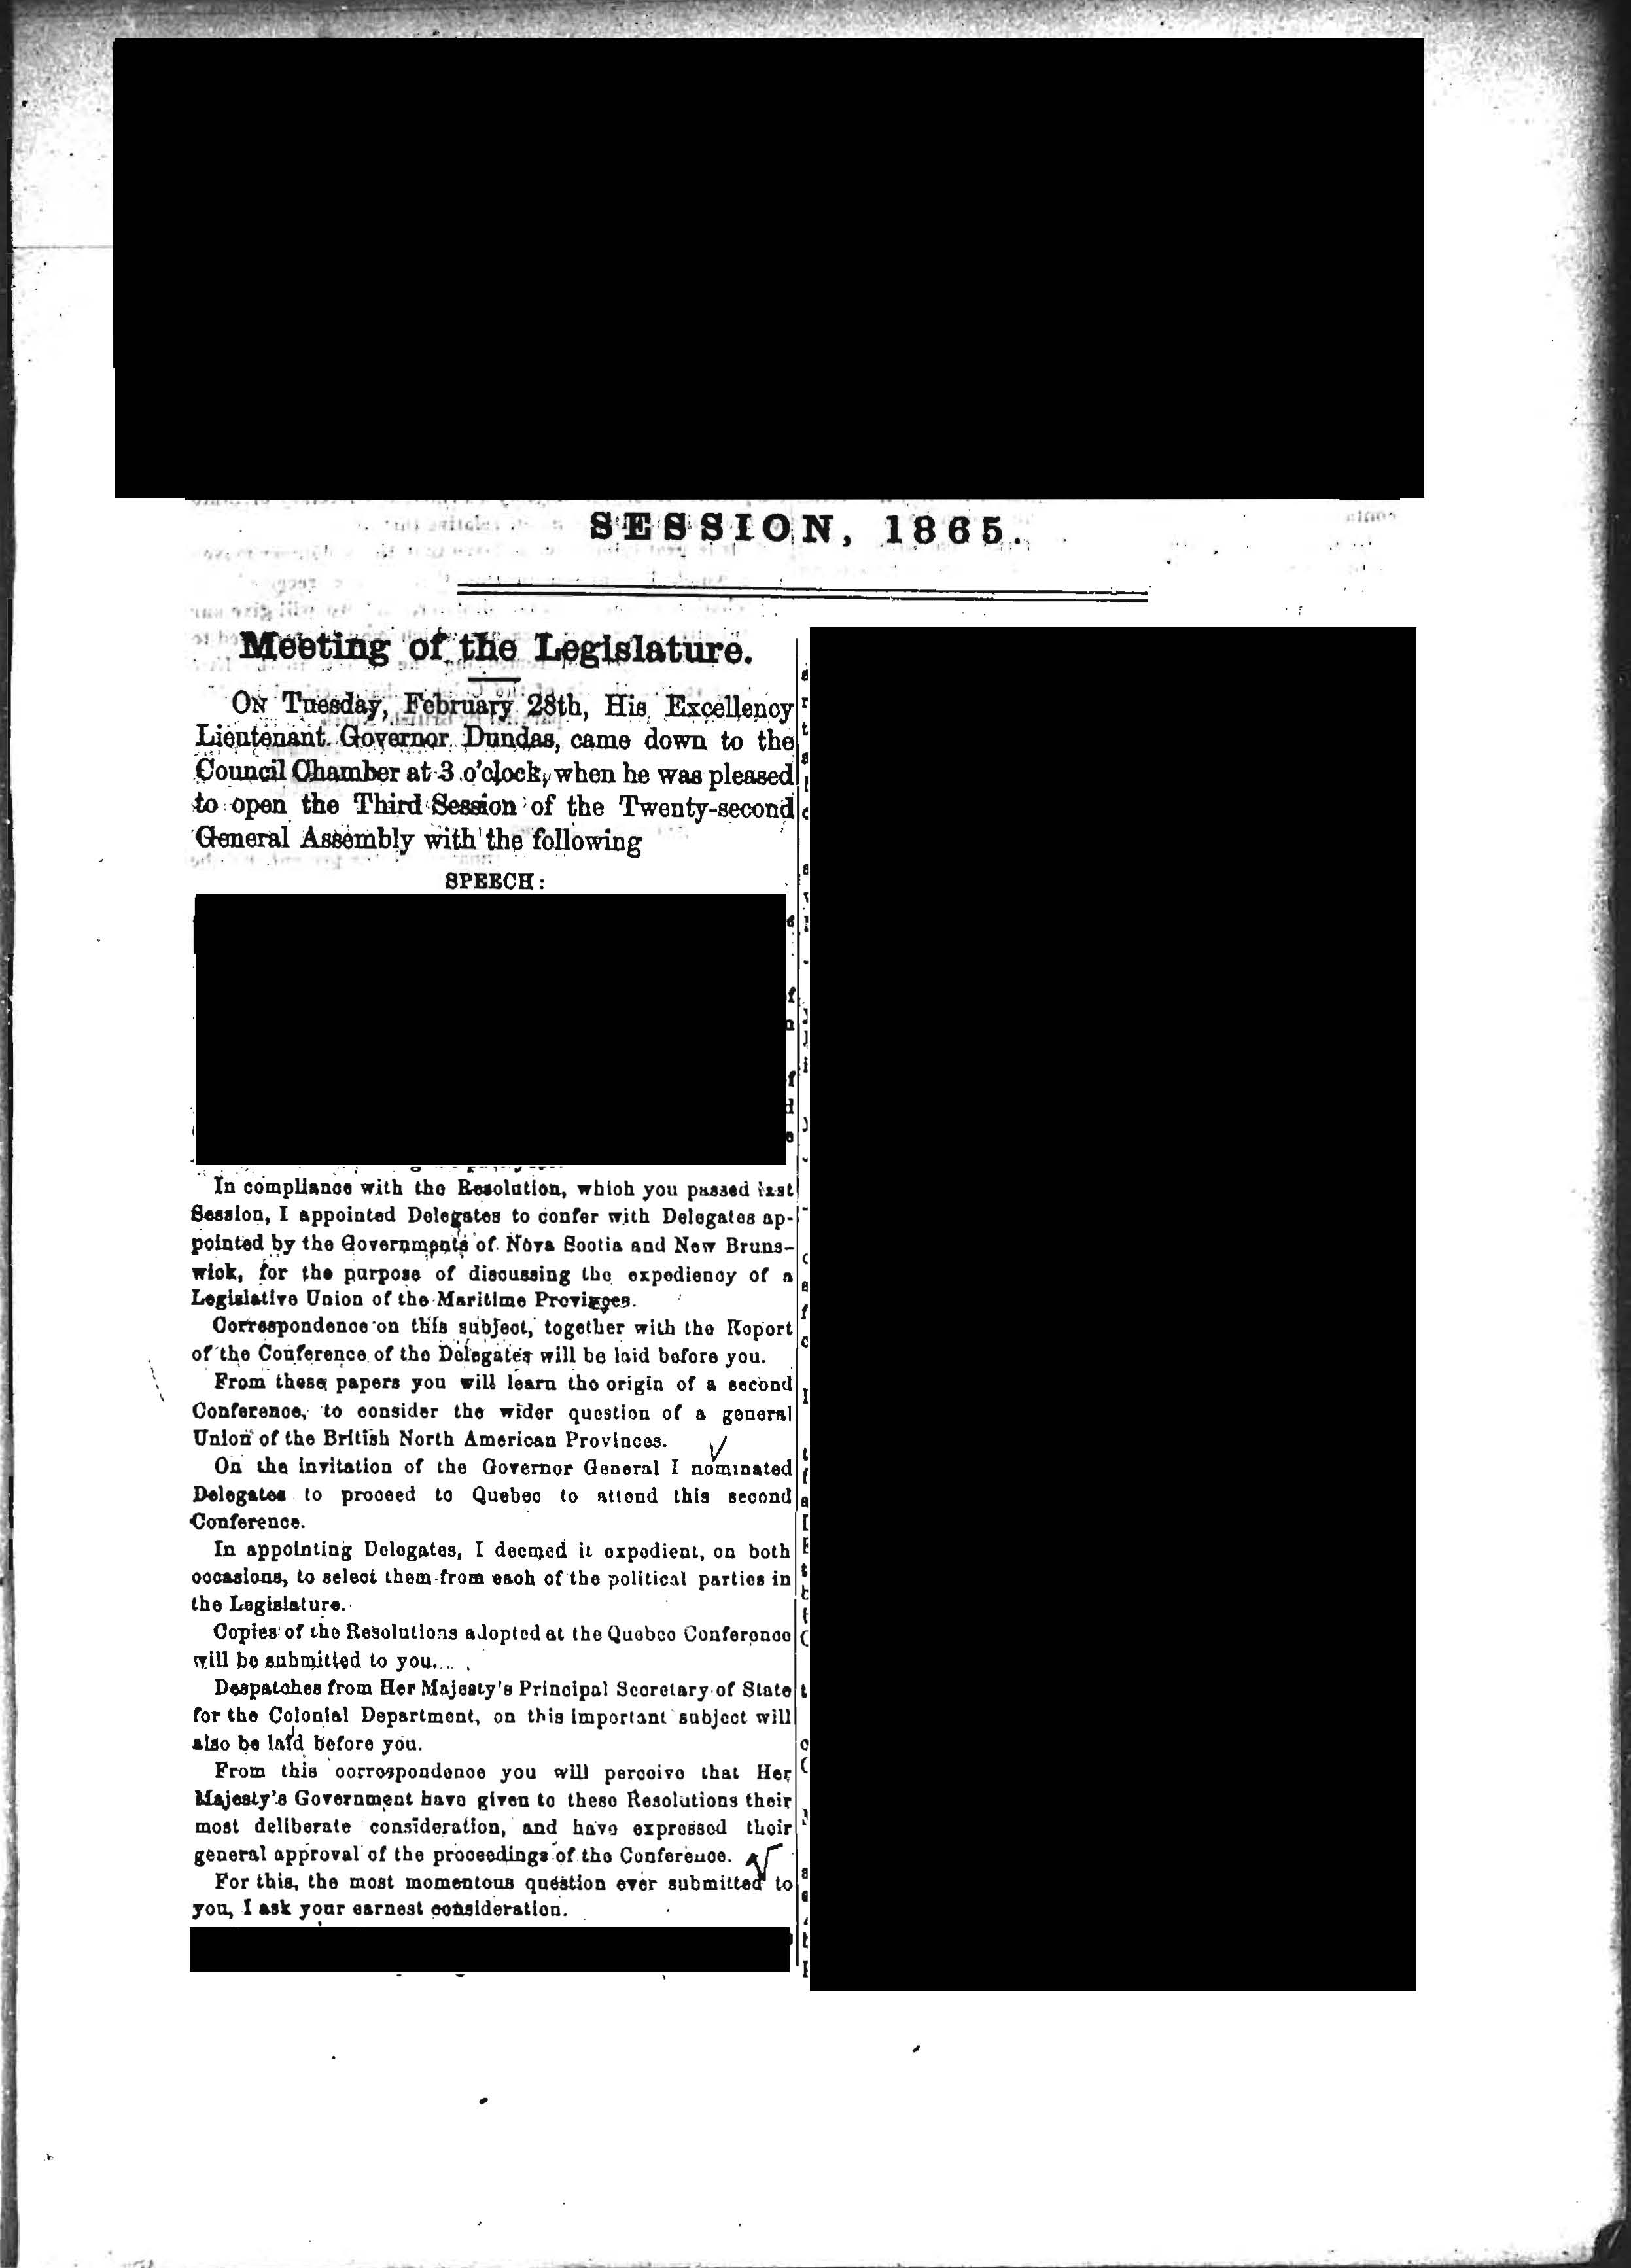 SESSION, 1865.
Meeting of the Legislature.
ON Tuesday, February 28th, His Excellency
Lieutenant Governor Dundas, came down to the
Council Chamber at 3 o'clock, when he was pleased
to open the Third Session of the Twenty-second
General Assembly with the following
SPEECH:
In compliance with the Resolution, which you passed last
Session, I appointed Delegates to confer with Delegates ap-
pointed by the Governments of Nova Scotia and New Bruns-
wick, for the purpose of discussing the expediency of a
Legislative Union of the Maritime Provinces.
Correspondence on this subject, together with the Report
of the Conference of the Delegates will be laid before you.
From these papers you will learn the origin of a second
Conference, to consider the wider question of a general
Union of the British North American Provinces.
On the invitation of the Governor General I nominated
Delegates to proceed to Quebec to attend this second
Conference.
In appointing Delegates, I deemed it expedient, on both
occasions, to select them from each of the political parties in
the Legislature.
Copies of the Resolutions adopted at the Quebec Conference
will be submitted to you.
Despatches from Her Majesty's Principal Secretary of State
for the Colonial Department, on this important subject will
also be laid before you.
From this correspondence you will perceive that Her
Majesty's Government have given to these Resolutions their
most deliberate consideration, and have expressed their
general approval of the proceedings of the Conference.
For this, the most momentous question ever submitted to
you, I ask your earnest consideration.